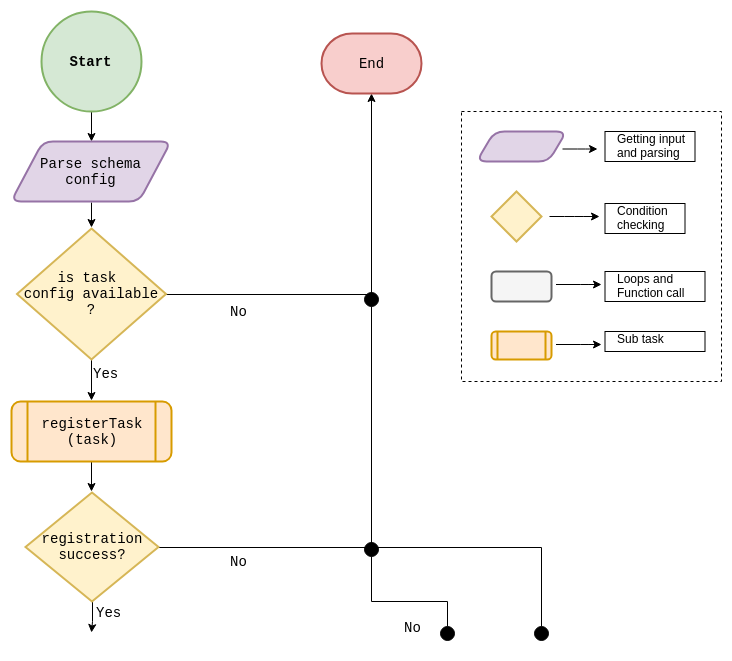 Start
End
Parse schema
config
Getting input
and parsing
Condition
checking
is task
config available
?
No
Loops and
Function call
Sub task
Yes
registerTask
(task)
registration
success?
No
Yes
No